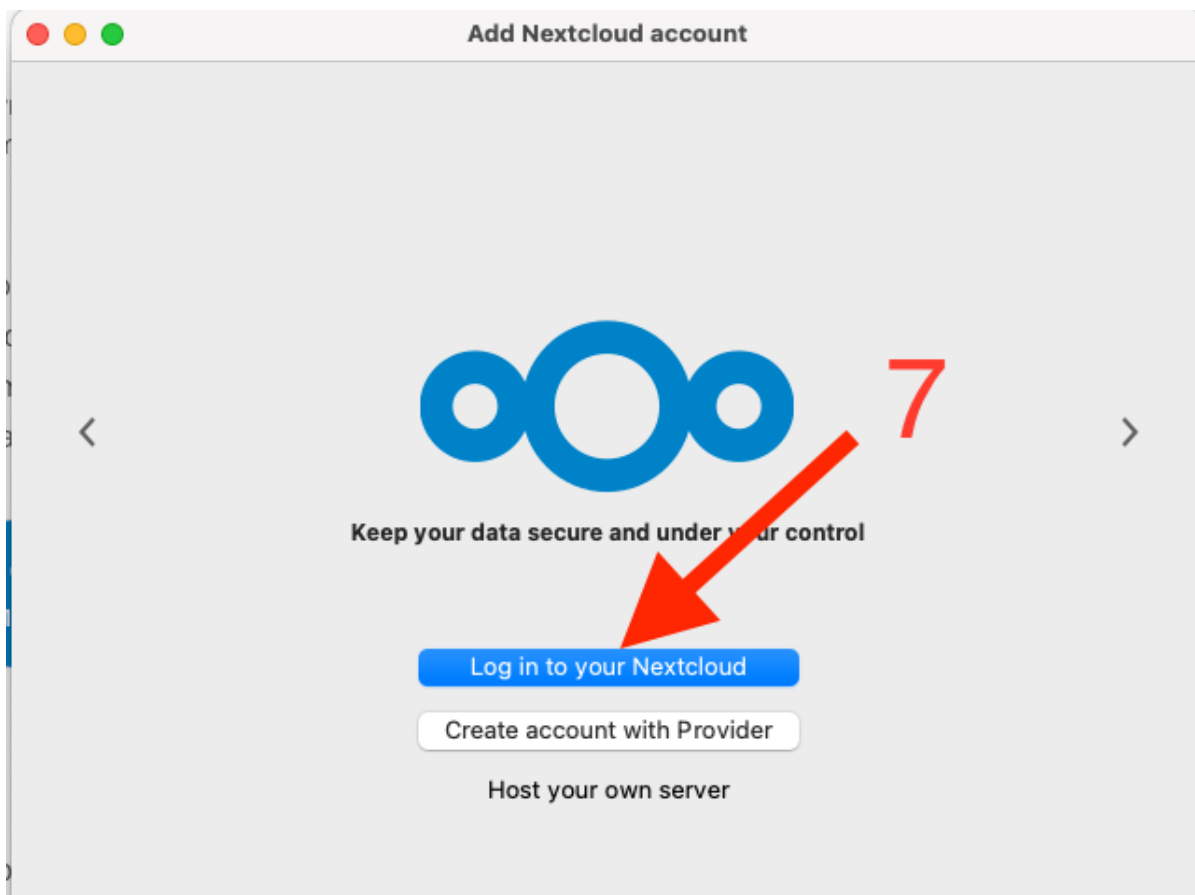 Add Nextcloud account
7
Keep your data secure and under your control
Log in to your Nextcloud
Create account with Provider
Host your own server